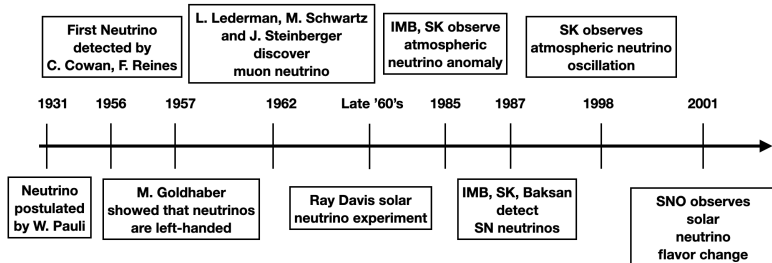 First Neutrino
detected by
C. Cowan, F. Reines
L. Lederman, M. Schwartz
and J. Steinberger
discover
muon neutrino
IMB, SK observe
atmospheric
neutrino anomaly
SK observes
atmospheric neutrino
oscillation
1931 1956 1957 1962 Late '60's 1985 1987 1998 2001
Neutrino
postulated
by W. Pauli
M. Goldhaber
showed that neutrinos
are left-handed
Ray Davis solar
neutrino experiment
IMB, SK, Baksan
detect
SN neutrinos
SNO observes
solar
neutrino
flavor change